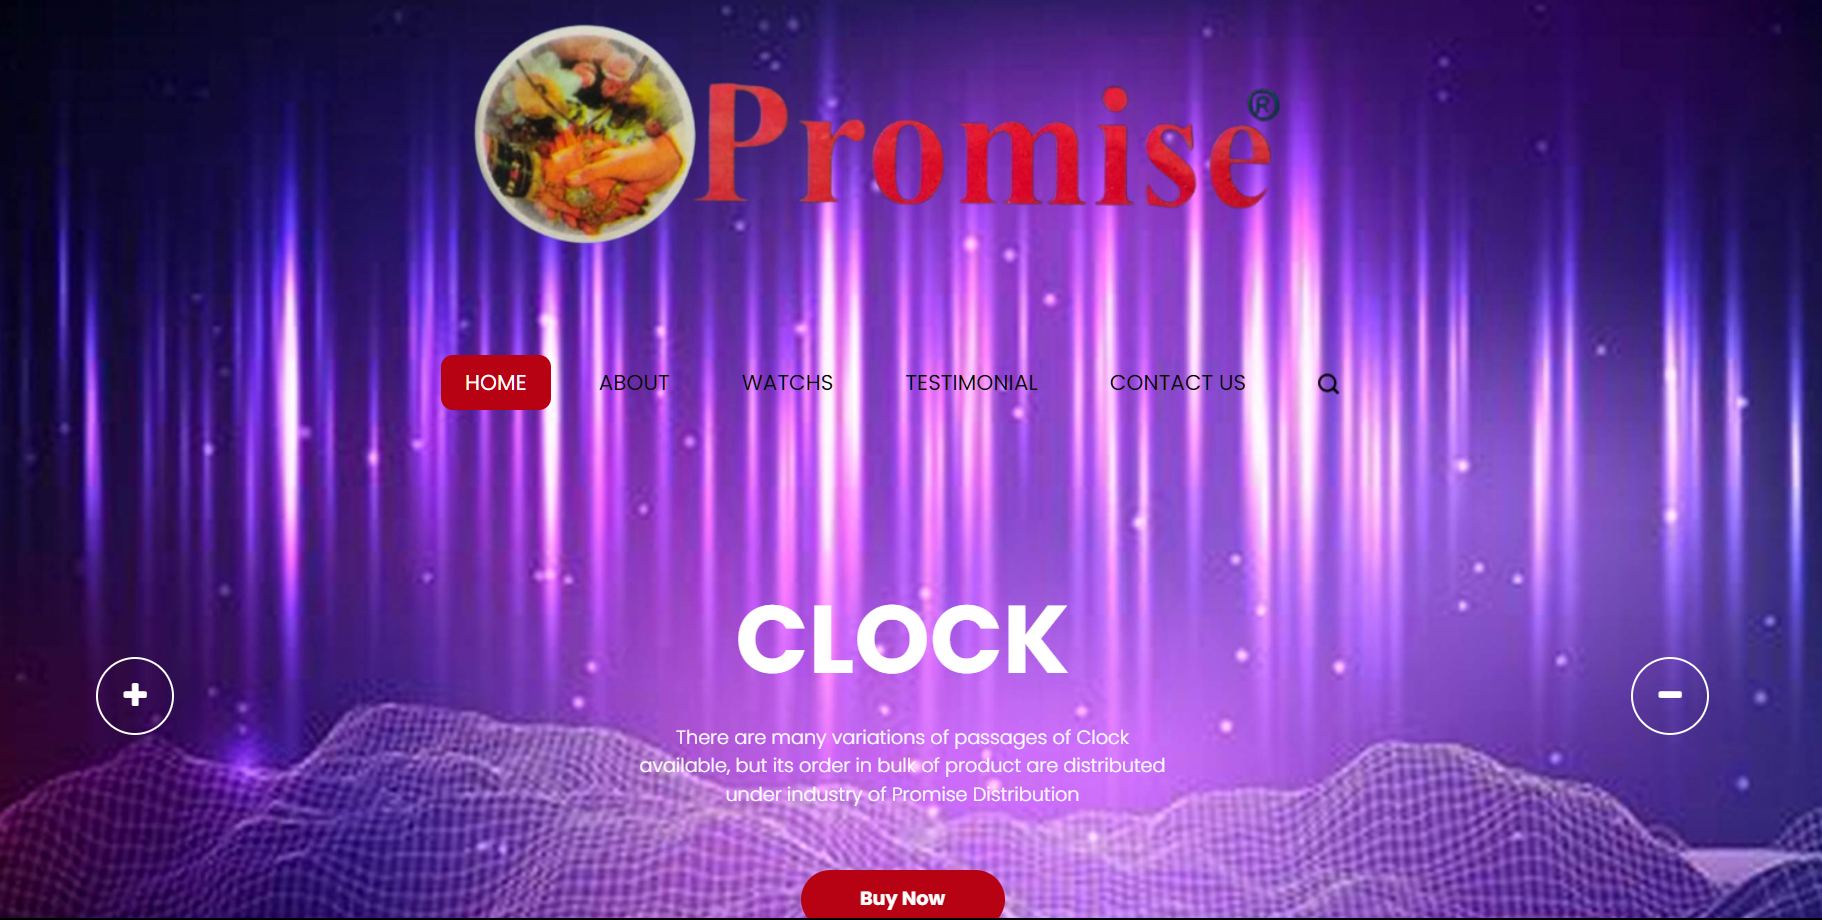 Promise®
HOME
ABOUT
WATCHS
TESTIMONIAL
CONTACT US
CLOCK
There are many variations of passages of Clock
available, but its order in bulk of product are distributed
under industry of Promise Distribution
Buy Now